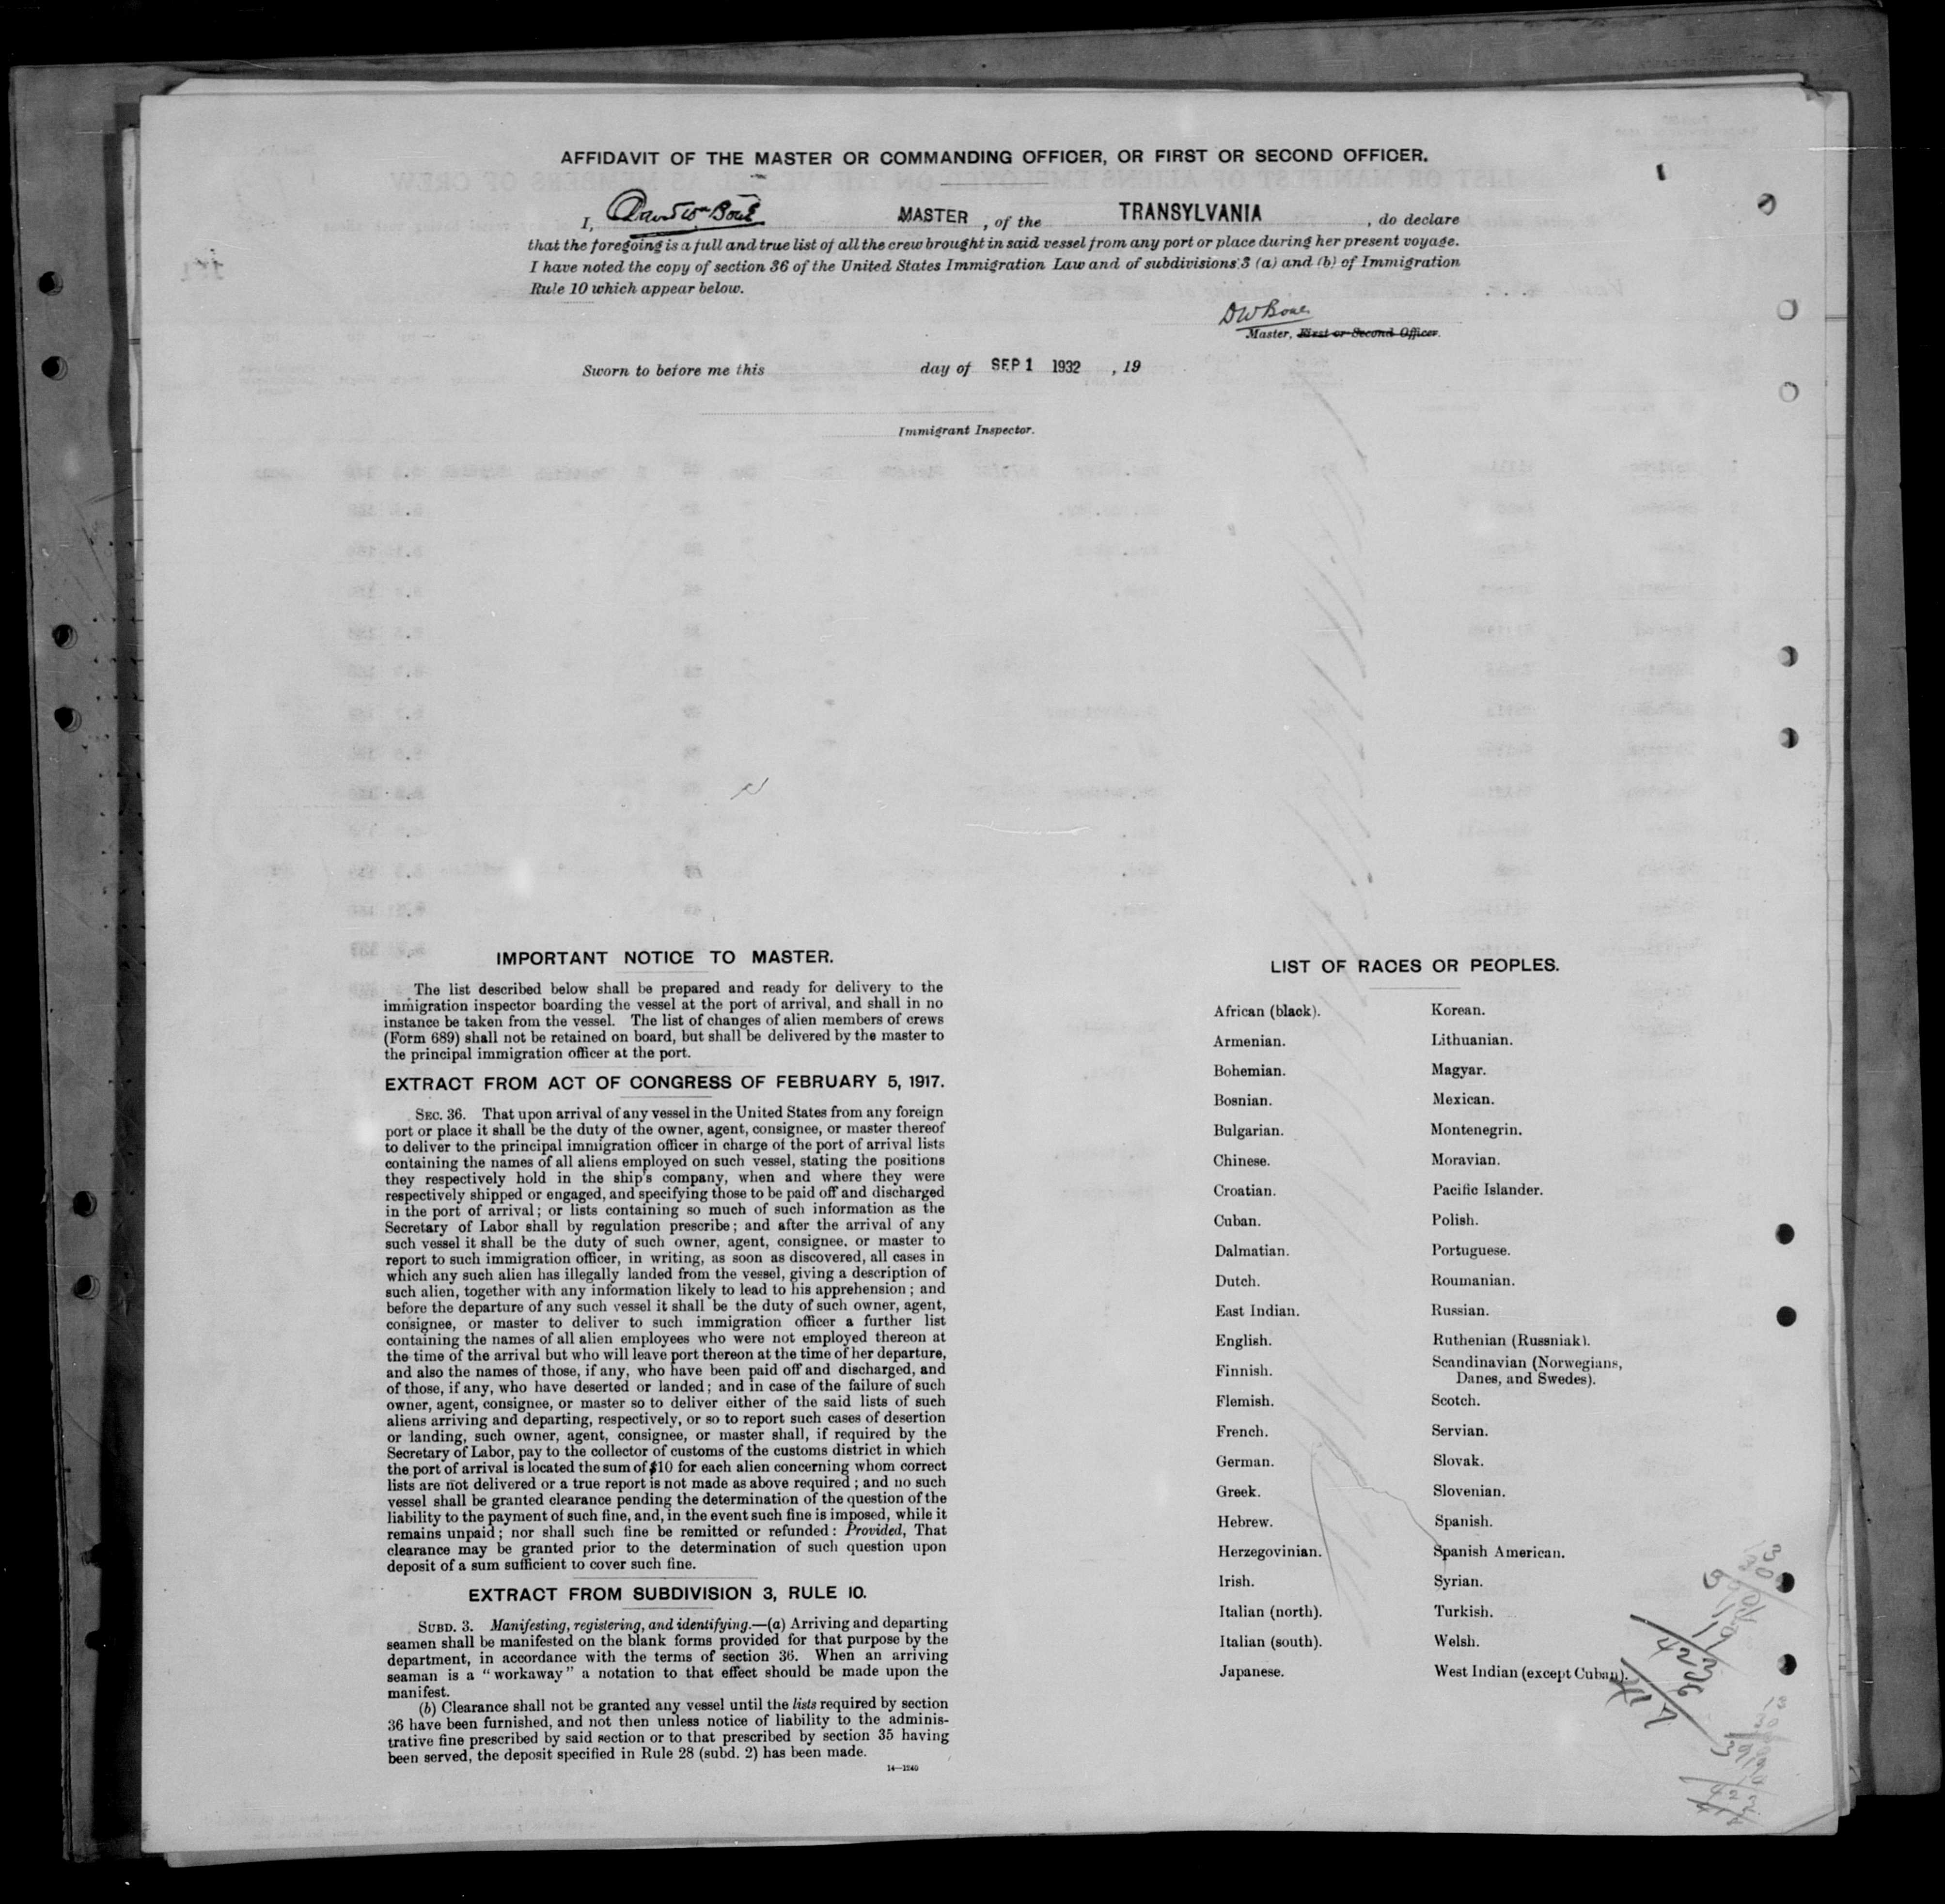 AFFIDAVIT OF THE MASTER OR COMMANDING OFFICER, OR FIRST OR SECOND OFFICER.
I, David Wm Bone MASTER , of the TRANSYLVANIA , do declare
that the foregoing is a full and true list of all the crew brought in said vessel from any port or place during her present voyage.
I have noted the copy of section 36 of the United States Immigration Law and of subdivisions 3 (a) and (b) of Immigration
Rule 10 which appear below.
DWBone
Master, First or Second Officer.
Sworn to before me this day of SEP 1 1932 , 19
Immigrant Inspector.
IMPORTANT NOTICE TO MASTER.
The list described below shall be prepared and ready for delivery to the
immigration inspector boarding the vessel at the port of arrival, and shall in no
instance be taken from the vessel. The list of changes of alien members of crews
(Form 689) shall not be retained on board, but shall be delivered by the master to
the principal immigration officer at the port.
EXTRACT FROM ACT OF CONGRESS OF FEBRUARY 5, 1917.
SEC. 36. That upon arrival of any vessel in the United States from any foreign
port or place it shall be the duty of the owner, agent, consignee, or master thereof
to deliver to the principal immigration officer in charge of the port of arrival lists
containing the names of all aliens employed on such vessel, stating the positions
they respectively hold in the ship's company, when and where they were
respectively shipped or engaged, and specifying those to be paid off and discharged
in the port of arrival; or lists containing so much of such information as the
Secretary of Labor shall by regulation prescribe; and after the arrival of any
such vessel it shall be the duty of such owner, agent, consignee. or master to
report to such immigration officer, in writing, as soon as discovered, all cases in
which any such alien has illegally landed from the vessel, giving a description of
such alien, together with any information likely to lead to his apprehension; and
before the departure of any such vessel it shall be the duty of such owner, agent,
consignee, or master to deliver to such immigration officer a further list
containing the names of all alien employees who were not employed thereon at
the time of the arrival but who will leave port thereon at the time of her departure,
and also the names of those, if any, who have been paid off and discharged, and
of those, if any, who have deserted or landed; and in case of the failure of such
owner, agent, consignee, or master so to deliver either of the said lists of such
aliens arriving and departing, respectively, or so to report such cases of desertion
or landing, such owner, agent, consignee, or master shall, if required by the
Secretary of Labor, pay to the collector of customs of the customs district in which
the port of arrival is located the sum of $10 for each alien concerning whom correct
lists are not delivered or a true report is not made as above required; and no such
vessel shall be granted clearance pending the determination of the question of the
liability to the payment of such fine, and, in the event such fine is imposed, while it
remains unpaid; nor shall such fine be remitted or refunded: Provided, That
clearance may be granted prior to the determination of such question upon
deposit of a sum sufficient to cover such fine.
EXTRACT FROM SUBDIVISION 3, RULE 10.
SUBD. 3. Manifesting, registering, and identifying.—(a) Arriving and departing
seamen shall be manifested on the blank forms provided for that purpose by the
department, in accordance with the terms of section 36. When an arriving
seaman is a "workaway" a notation to that effect should be made upon the
manifest.
(b) Clearance shall not be granted any vessel until the lists required by section
36 have been furnished, and not then unless notice of liability to the adminis-
trative fine prescribed by said section or to that prescribed by section 35 having
been served, the deposit specified in Rule 28 (subd. 2) has been made.
14—1240
LIST OF RACES OR PEOPLES.
African (black).
Armenian.
Bohemian.
Bosnian.
Bulgarian.
Chinese.
Croatian.
Cuban.
Dalmatian.
Dutch.
East Indian.
English.
Finnish.
Flemish.
French.
German.
Greek.
Hebrew.
Herzegovinian.
Irish.
Italian (north).
Italian (south).
Japanese.
Korean.
Lithuanian.
Magyar.
Mexican.
Montenegrin.
Moravian.
Pacific Islander.
Polish.
Portuguese.
Roumanian.
Russian.
Ruthenian (Russniak).
Scandinavian (Norwegians,
Danes, and Swedes).
Scotch.
Servian.
Slovak.
Slovenian.
Spanish.
Spanish American.
Syrian.
Turkish.
Welsh.
West Indian (except Cuban).